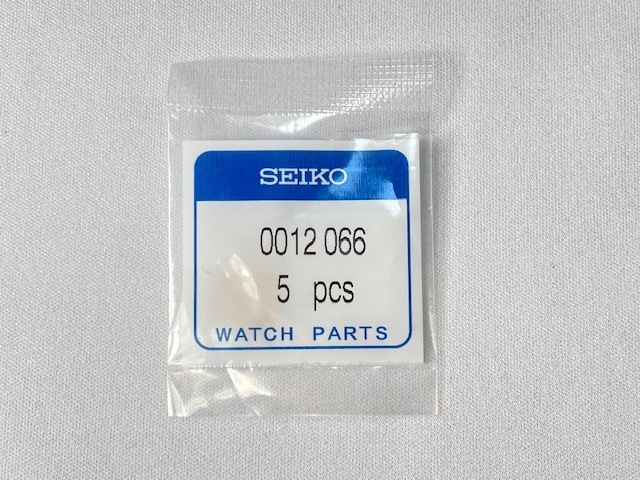 SEIKO
0012 066
5 pcs
WATCH PARTS